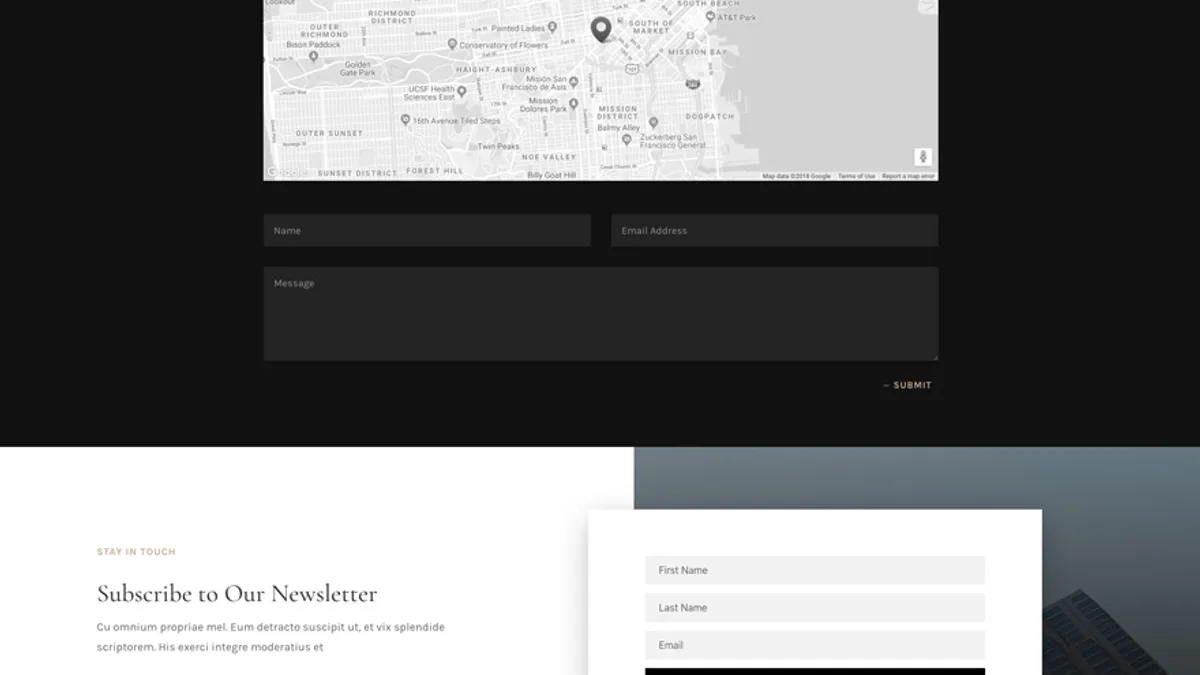 Lookout
RICHMOND
DISTRICT
SOUTH BEACH
AT&T Park
OUTER
RICHMOND
Painted Ladies
SOUTH OF
MARKET
Bison Paddock
Conservatory of Flowers
MISSION BAY
Golden
Gate Park
HAIGHT-ASHBURY
101
UCSF Health
Sciences East
Mission San
Francisco de Asis
Mission
Dolores Park
MISSION
DISTRICT
DOGPATCH
16th Avenue Tiled Steps
Balmy Alley
OUTER SUNSET
Zuckerberg San
Francisco General
Twin Peaks
NOE VALLEY
Google
SUNSET DISTRICT
FOREST HILL
Billy Goat Hill
Map data ©2018 Google
Terms of Use
Report a map error
Name
Email Address
Message
– SUBMIT
STAY IN TOUCH
Subscribe to Our Newsletter
Cu omnium propriae mel. Eum detracto suscipit ut, et vix splendide
scriptorem. His exerci integre moderatius et
First Name
Last Name
Email